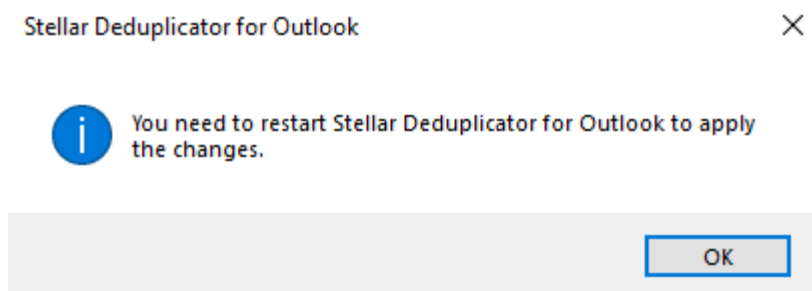 Stellar Deduplicator for Outlook
You need to restart Stellar Deduplicator for Outlook to apply
the changes.
OK